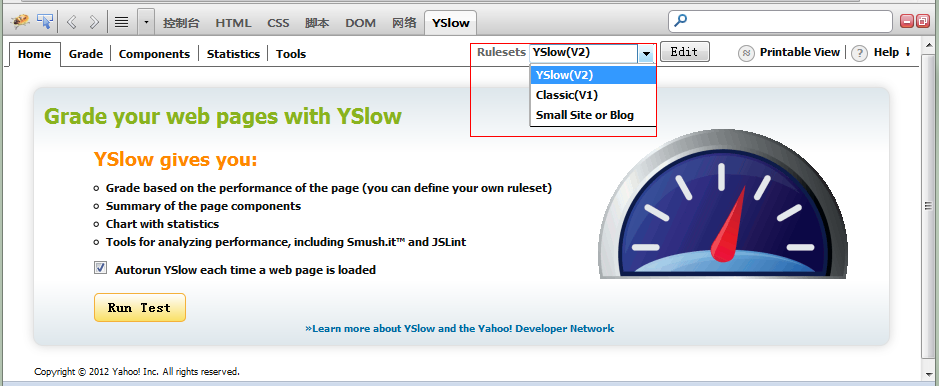 控制台 HTML CSS 脚本 DOM 网络 YSlow
Home Grade Components Statistics Tools Rulesets YSlow(V2) Edit Printable View ? Help ↓
YSlow(V2)
Classic(V1)
Small Site or Blog
Grade your web pages with YSlow
YSlow gives you:
Grade based on the performance of the page (you can define your own ruleset)
Summary of the page components
Chart with statistics
Tools for analyzing performance, including Smush.it™ and JSLint
Autorun YSlow each time a web page is loaded
Run Test
»Learn more about YSlow and the Yahoo! Developer Network
Copyright © 2012 Yahoo! Inc. All rights reserved.